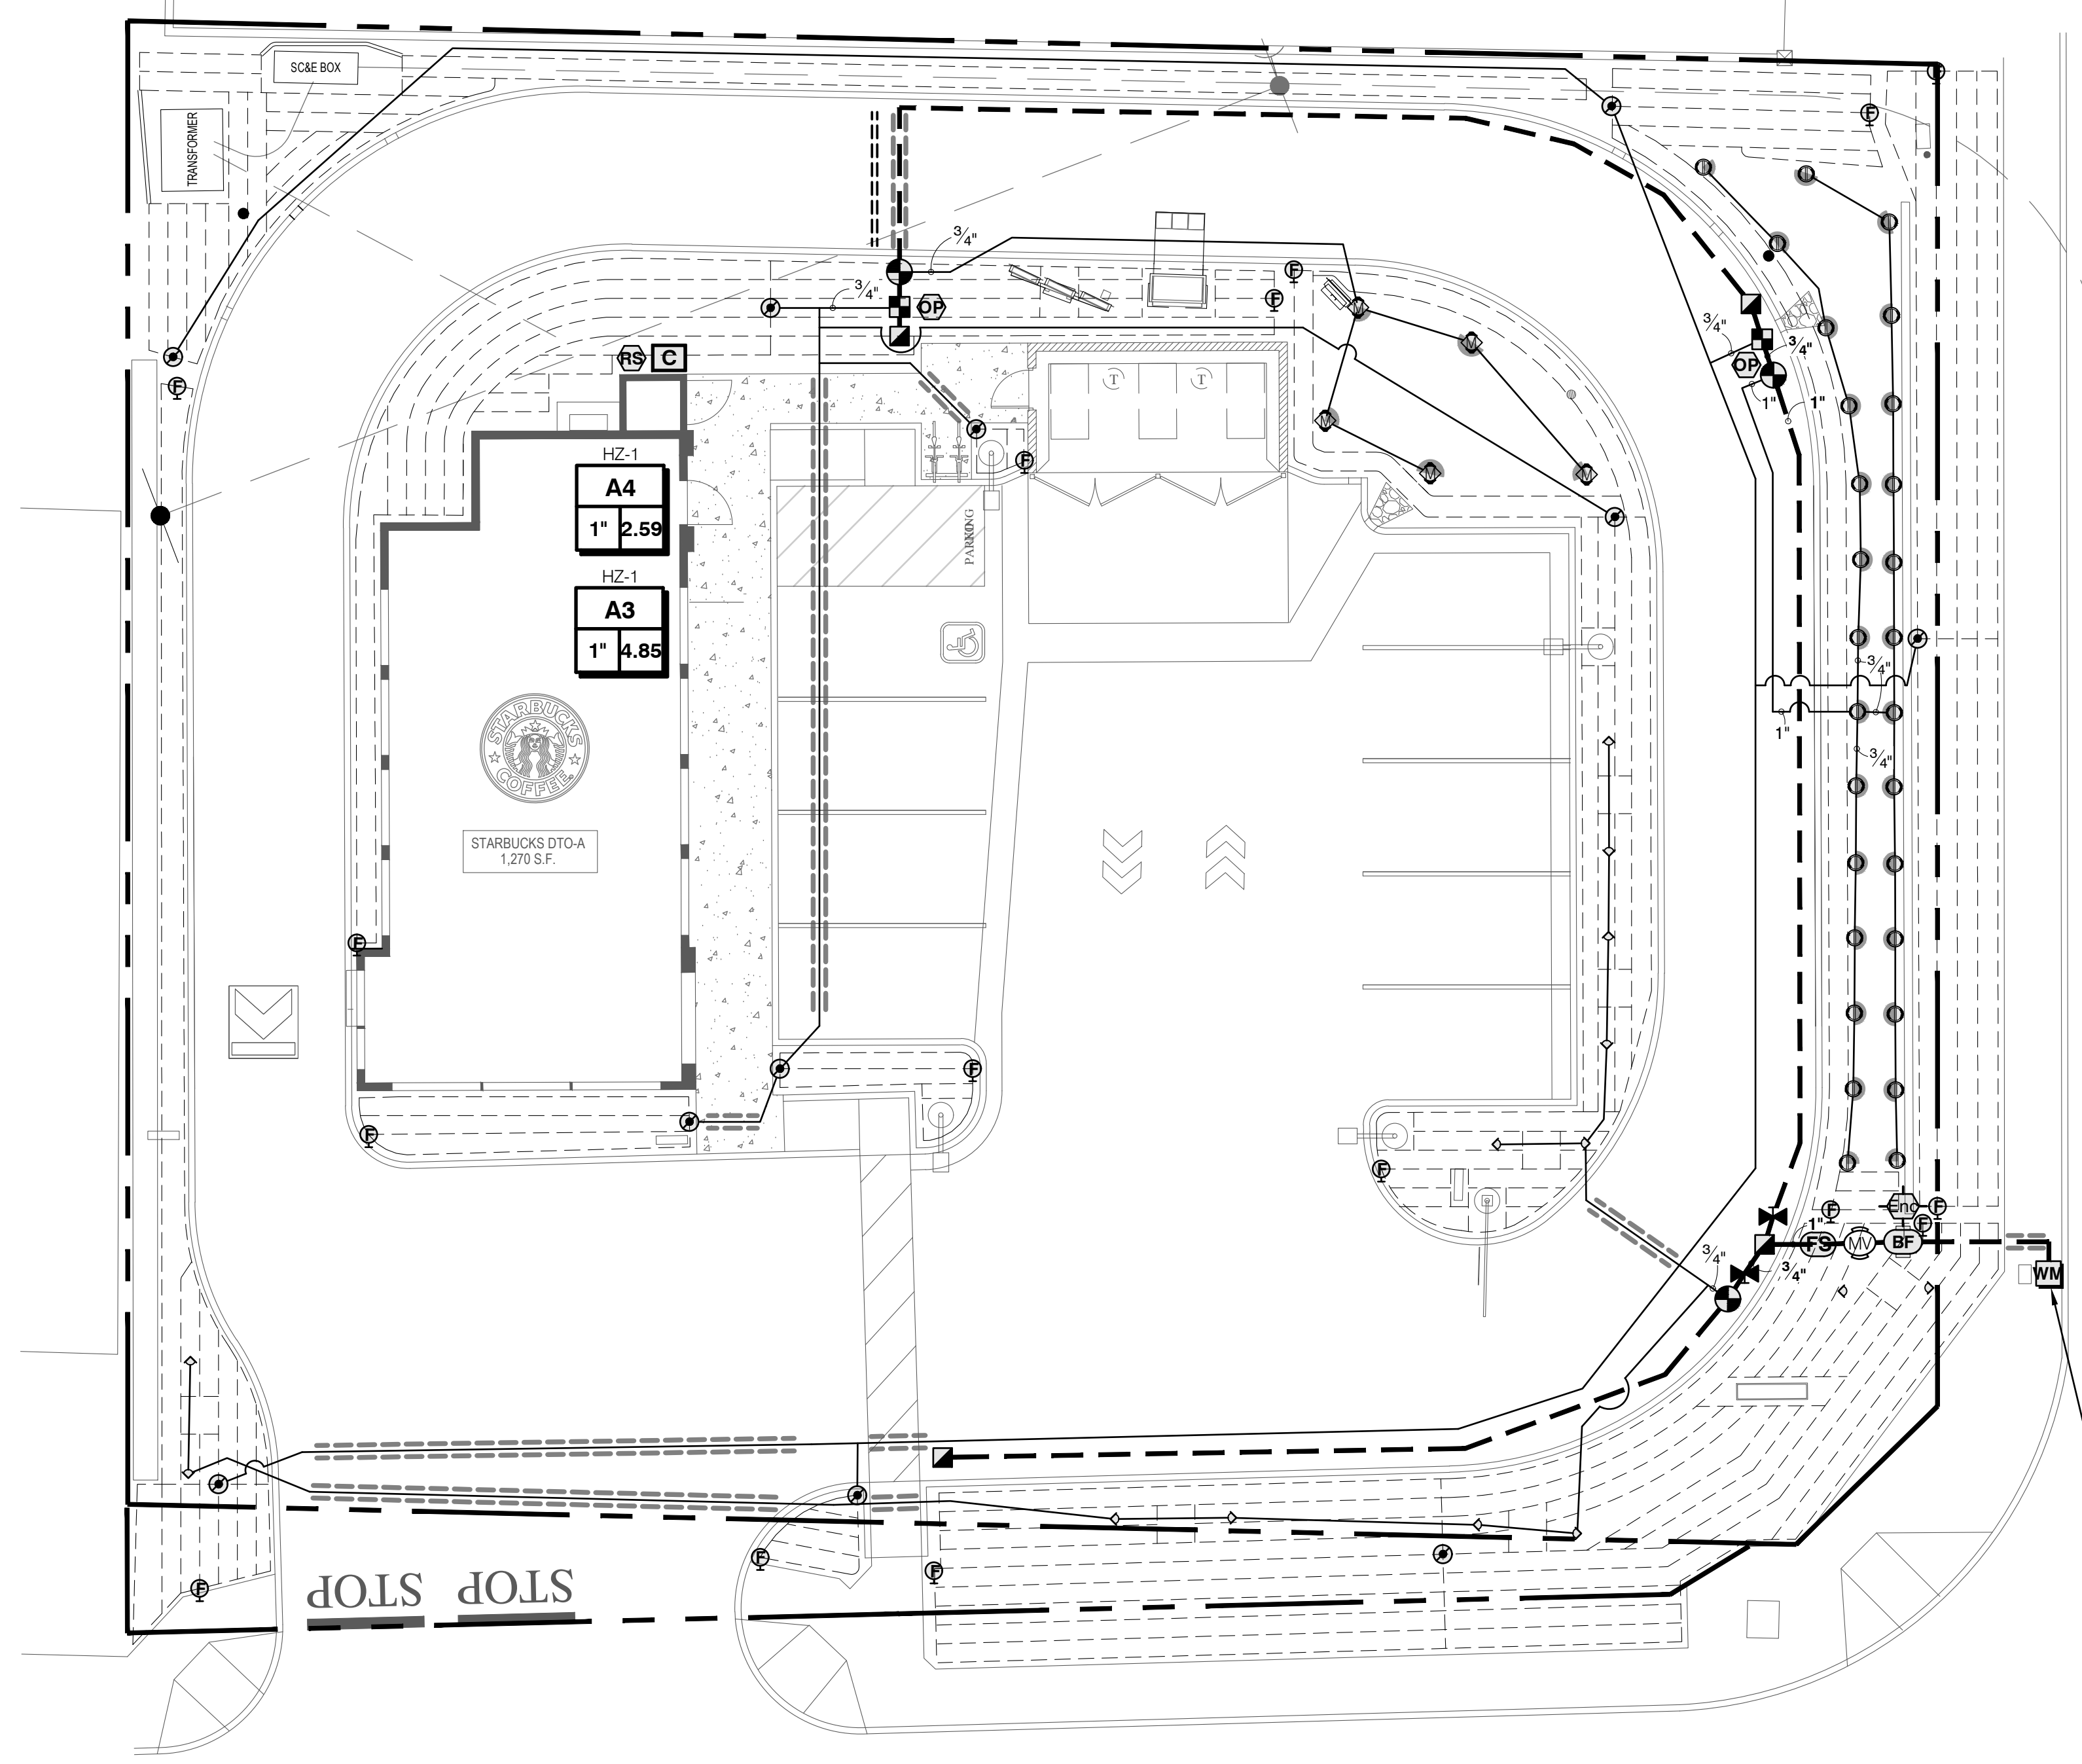 SC&E BOX
TRANSFORMER
F
F
3/4"
F
3/4"
OP
F
M
3/4"
3/4"
RS
C
T
T
M
OP
F
1"
1"
HZ-1
A4
1" 2.59
M
F
M
M
PARKING
HZ-1
A3
1" 4.85
3/4"
STARBUCKS
COFFEE
1"
3/4"
STARBUCKS DTO-A
1,270 S.F.
F
F
F
F
Enc
F
F
F
1"
FS
MV
BF
3/4"
3/4"
WM
F
F
F
STOP STOP